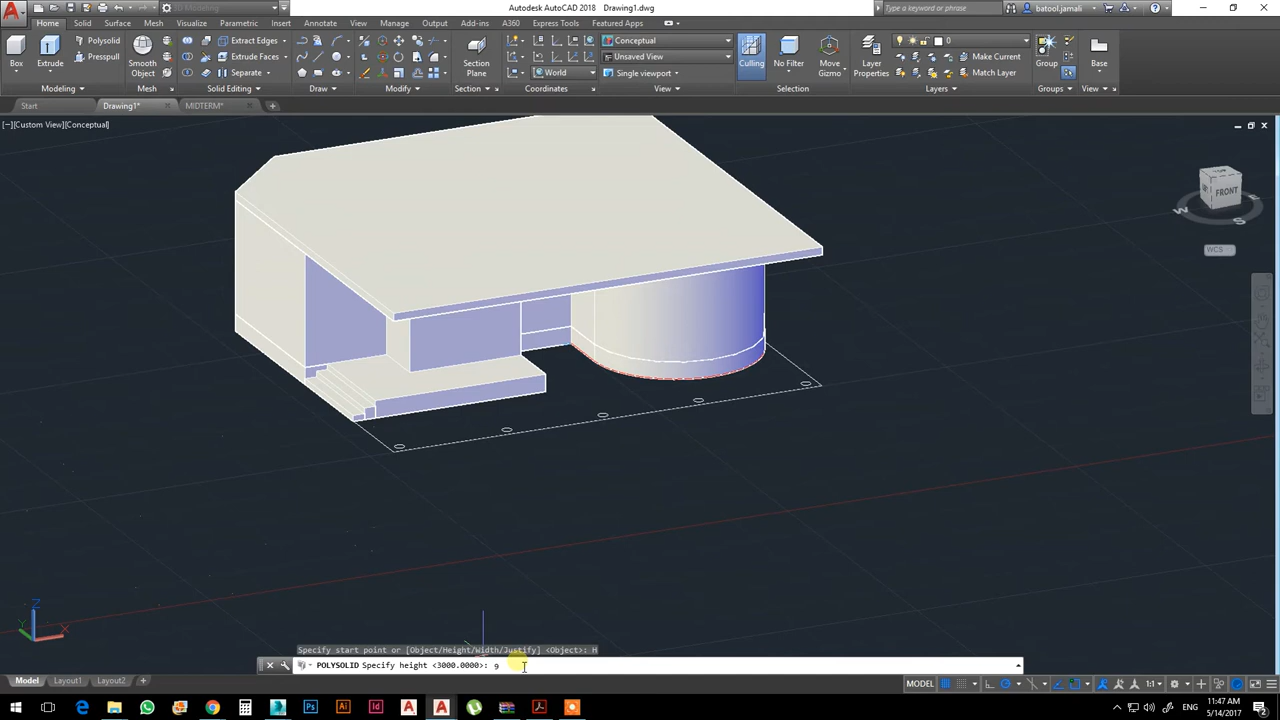 3D Modeling
Autodesk AutoCAD 2018 Drawing1.dwg
Type a keyword or phrase
batool.jamali
Home Solid Surface Mesh Visualize Parametric Insert Annotate View Manage Output Add-ins A360 Express Tools Featured Apps
Box
Extrude
Polysolid
Presspull
Modeling
Smooth
Object
Mesh
Extract Edges
Extrude Faces
Separate
Solid Editing
Draw
Modify
Section
Plane
Section
World
Coordinates
Conceptual
Unsaved View
Single viewport
View
Culling
No Filter
Move
Gizmo
Selection
Layer
Properties
0
Make Current
Match Layer
Layers
Group
Groups
Base
View
Start Drawing1* MIDTERM*
[−][Custom View][Conceptual]
TOP
FRONT
W
S
E
WCS
Z
Y
X
Specify start point or [Object/Height/Width/Justify] <Object>: H
POLYSOLID Specify height <3000.0000>: 9
Model Layout1 Layout2
MODEL
1:1
11:47 AM
5/14/2017